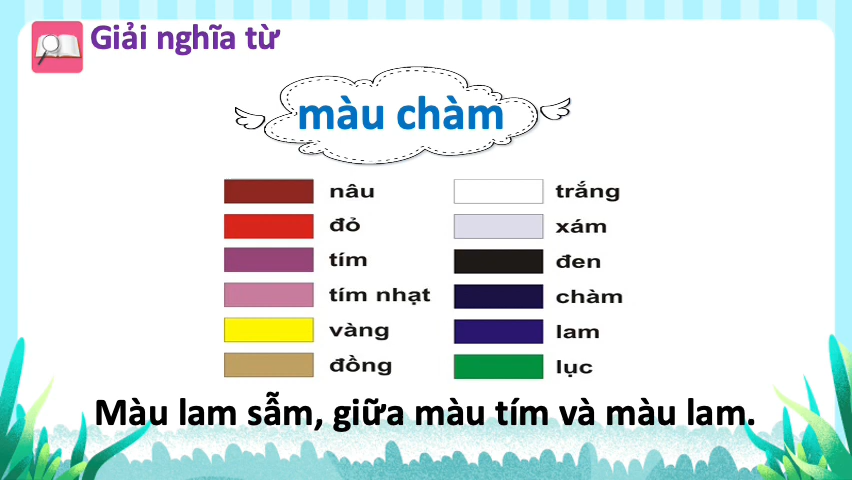 Giải nghĩa từ
màu chàm
nâu
đỏ
tím
tím nhạt
vàng
đồng
trắng
xám
đen
chàm
lam
lục
Màu lam sẫm, giữa màu tím và màu lam.